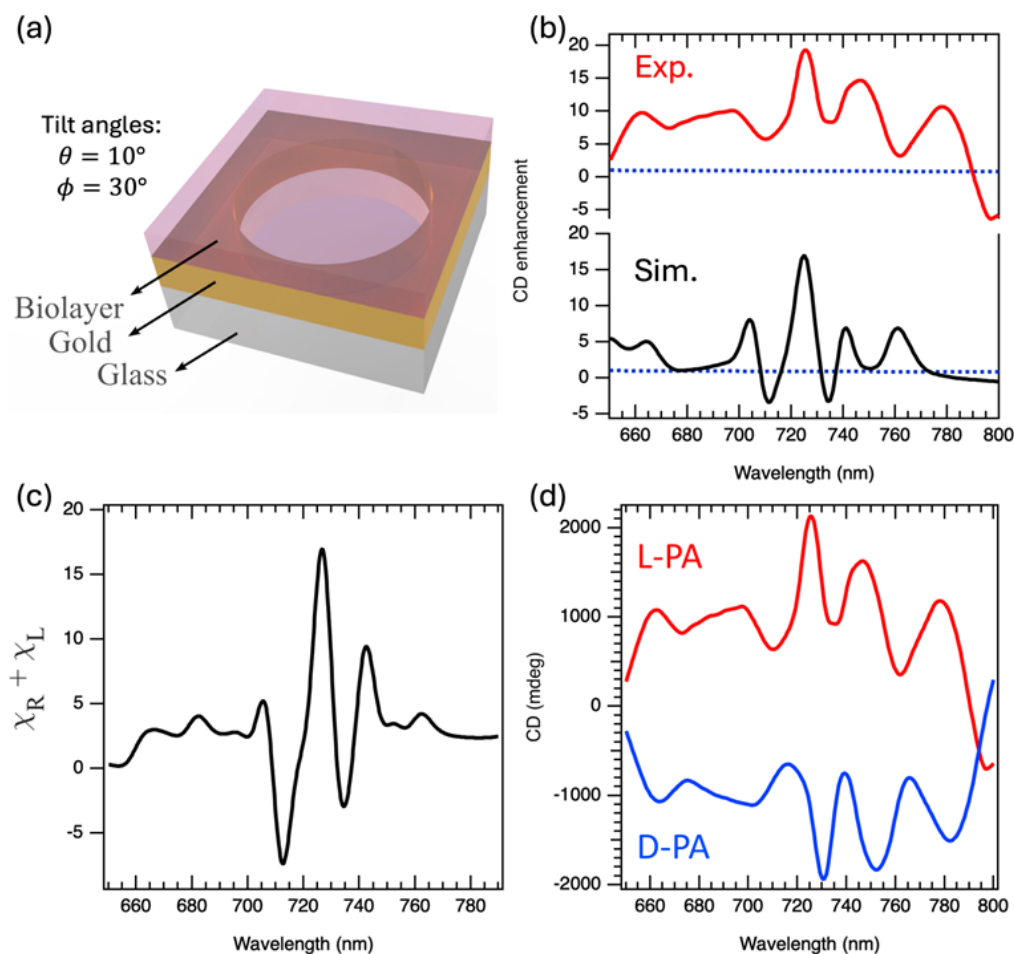 (a)
Tilt angles:
θ = 10°
ϕ = 30°
Biolayer
Gold
Glass
(b)
20
15
10
5
0
-5
Exp.
20
15
10
5
0
-5
Sim.
CD enhancement
660 680 700 720 740 760 780 800
Wavelength (nm)
(c)
20
15
10
5
0
-5
χR + χL
660 680 700 720 740 760 780
Wavelength (nm)
(d)
2000
1000
0
-1000
-2000
L-PA
D-PA
CD (mdeg)
660 680 700 720 740 760 780 800
Wavelength (nm)